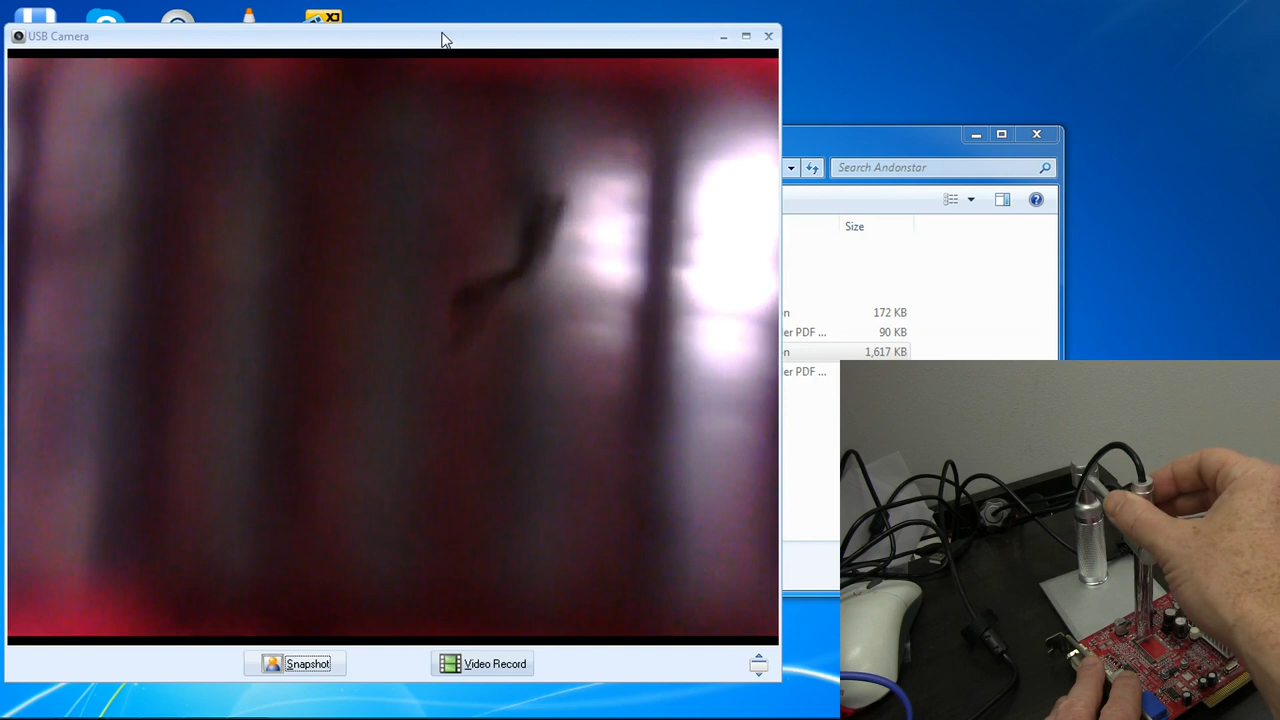 USB Camera
Search Andonstar
Size
n 172 KB
er PDF ... 90 KB
n 1,617 KB
er PDF ...
Snapshot
Video Record